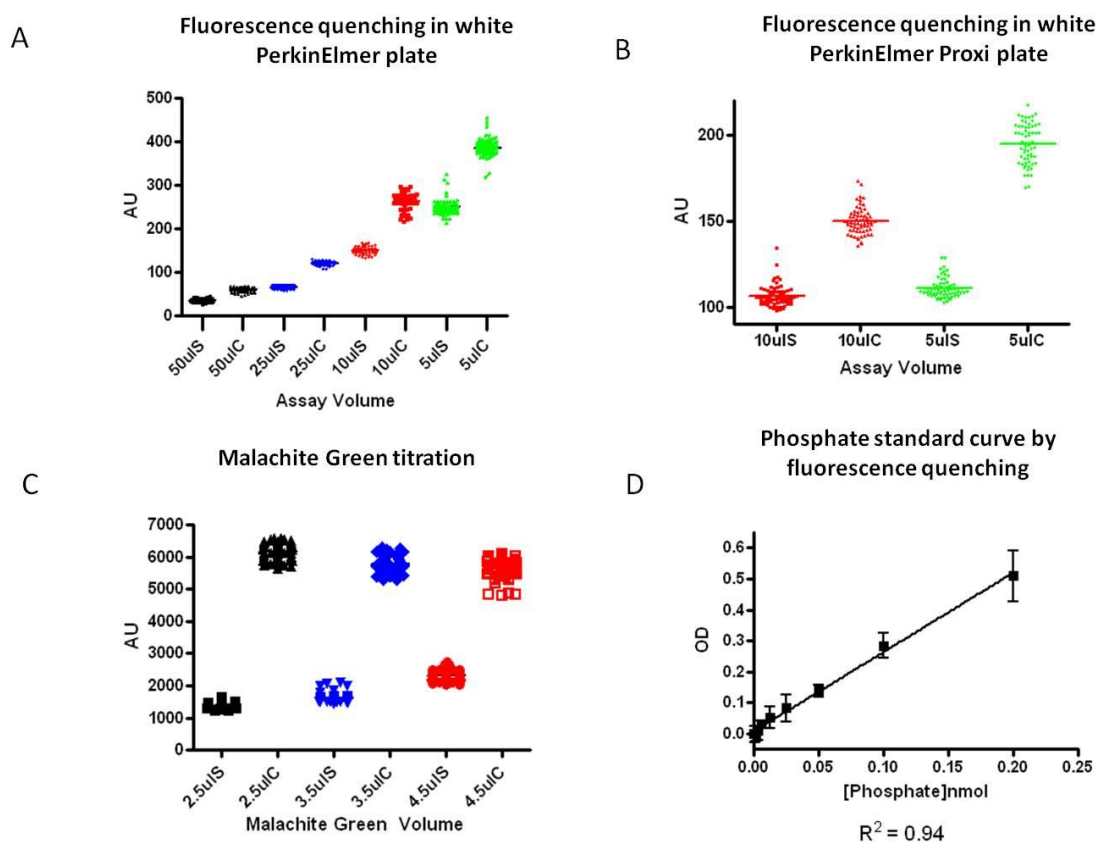 A
Fluorescence quenching in white
PerkinElmer plate
500
400
300
200
100
0
AU
50ulS
50ulC
25ulS
25ulC
10ulS
10ulC
5ulS
5ulC
Assay Volume
B
Fluorescence quenching in white
PerkinElmer Proxi plate
200
150
100
AU
10ulS
10ulC
5ulS
5ulC
Assay Volume
C
Malachite Green titration
7000
6000
5000
4000
3000
2000
1000
0
AU
2.5ulS
2.5ulC
3.5ulS
3.5ulC
4.5ulS
4.5ulC
Malachite Green Volume
D
Phosphate standard curve by
fluorescence quenching
0.6
0.5
0.4
0.3
0.2
0.1
0.0
OD
0.00
0.05
0.10
0.15
0.20
0.25
[Phosphate]nmol
R² = 0.94